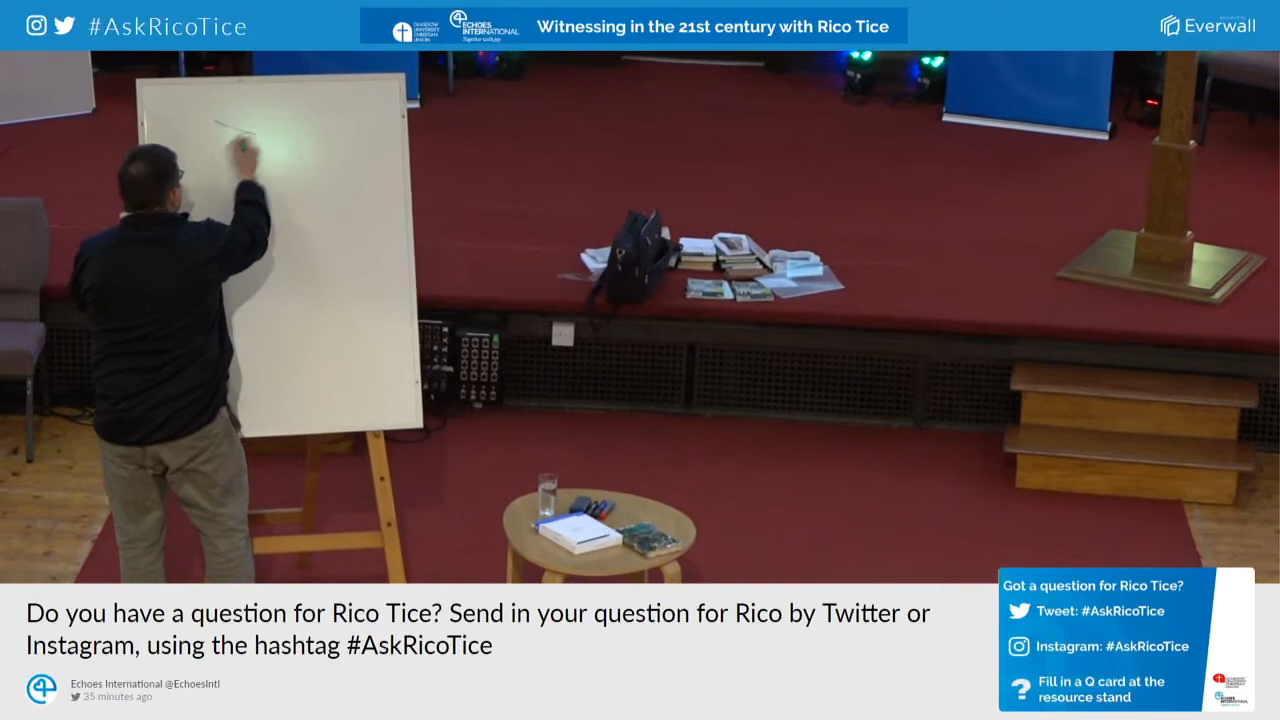 #AskRicoTice
GLASGOW
UNIVERSITY
CHRISTIAN
UNION
ECHOES
INTERNATIONAL
Together to serve
Witnessing in the 21st century with Rico Tice
Everwall
Do you have a question for Rico Tice? Send in your question for Rico by Twitter or
Instagram, using the hashtag #AskRicoTice
Echoes International @EchoesIntl
35 minutes ago
Got a question for Rico Tice?
Tweet: #AskRicoTice
Instagram: #AskRicoTice
? Fill in a Q card at the
resource stand